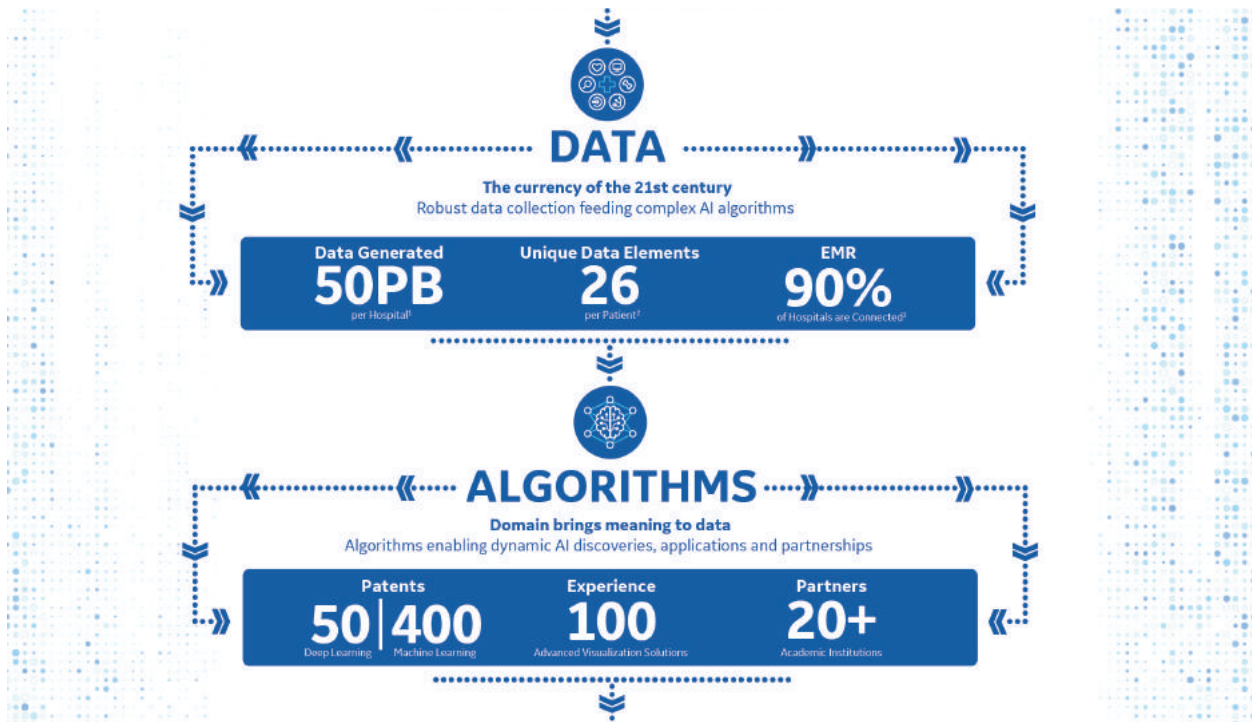 DATA
The currency of the 21st century
Robust data collection feeding complex AI algorithms
Data Generated
50PB
per Hospital¹
Unique Data Elements
26
per Patient²
EMR
90%
of Hospitals are Connected³
ALGORITHMS
Domain brings meaning to data
Algorithms enabling dynamic AI discoveries, applications and partnerships
Patents
50|400
Deep Learning Machine Learning
Experience
100
Advanced Visualization Solutions
Partners
20+
Academic Institutions